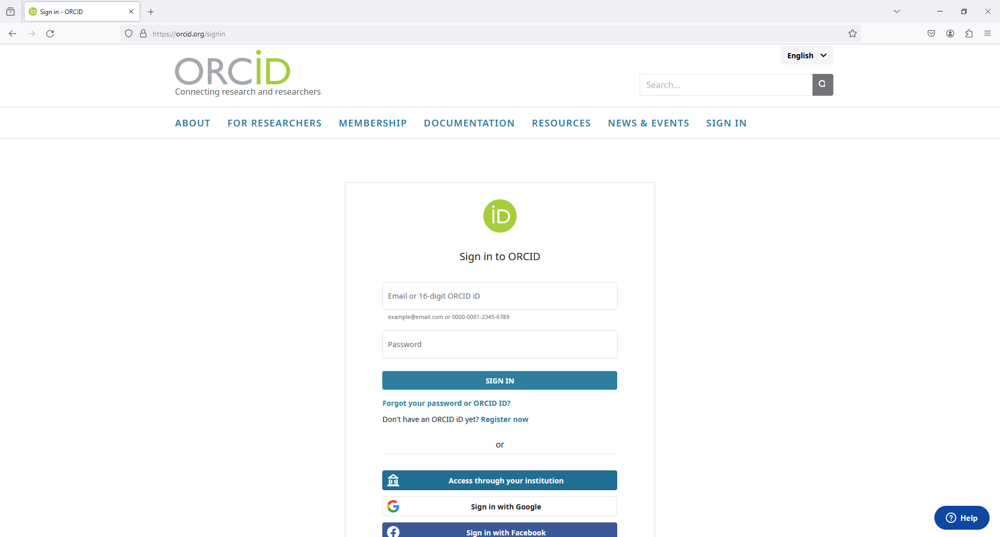 Sign in - ORCID
https://orcid.org/signin
English
ORCiD
Connecting research and researchers
Search...
ABOUT FOR RESEARCHERS MEMBERSHIP DOCUMENTATION RESOURCES NEWS & EVENTS SIGN IN
iD
Sign in to ORCID
Email or 16-digit ORCID iD
example@email.com or 0000-0001-2345-6789
Password
SIGN IN
Forgot your password or ORCID ID?
Don't have an ORCID iD yet? Register now
or
Access through your institution
Sign in with Google
Sign in with Facebook
Help